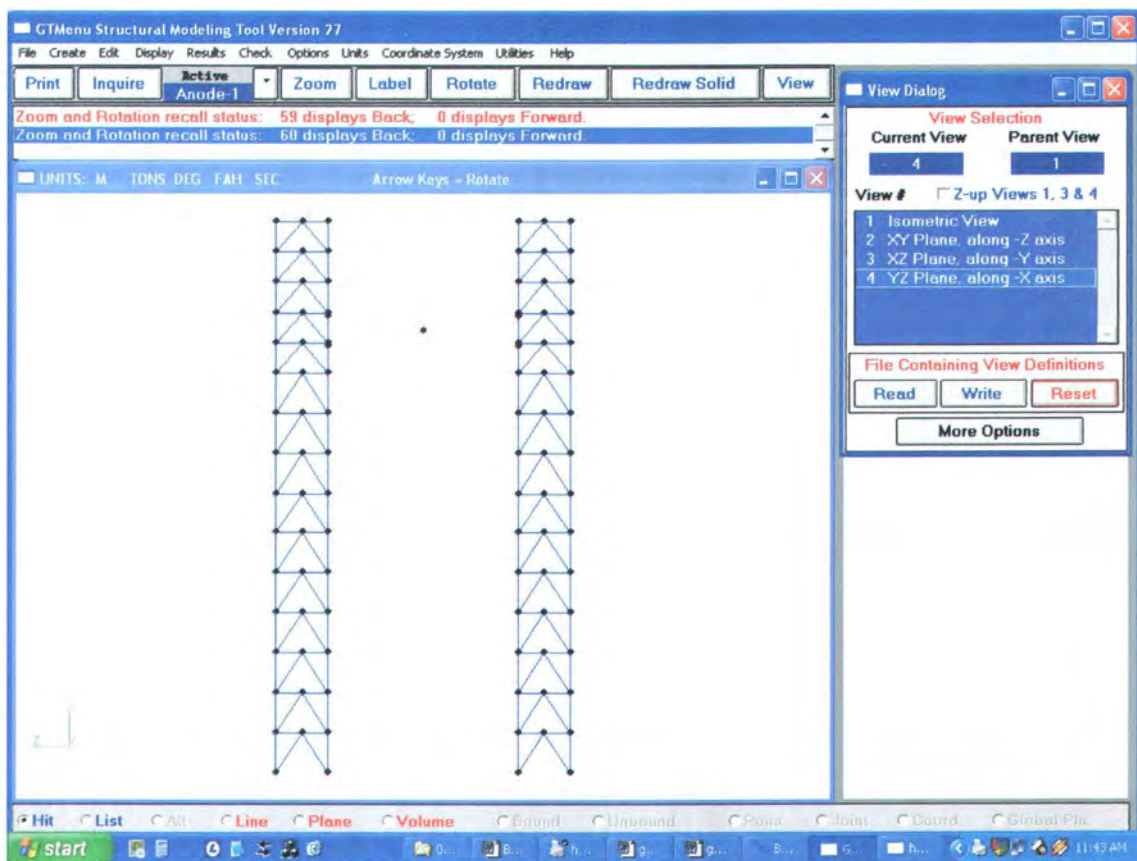 GTMenu Structural Modeling Tool Version 27
File Create Edit Display Results Check Options Units Coordinate System Utilities Help
Print Inquire Active Anode-1 Zoom Label Rotate Redraw Redraw Solid View
Zoom and Rotation recall status: 59 displays Back; 0 displays Forward.
Zoom and Rotation recall status: 60 displays Back; 0 displays Forward.
UNITS: M TONS DEG FAH SEC Arrow Keys = Rotate
View Dialog
View Selection
Current View Parent View
4 1
View # Z-up Views 1, 3 & 4
1 Isometric View
2 XY Plane, along -Z axis
3 XZ Plane, along -Y axis
4 YZ Plane, along -X axis
File Containing View Definitions
Read Write Reset
More Options
Z
Hit List All Line Plane Volume Bound Unbound Point Joint Coord
start 0... B... h... g... g... B... G... h... 11:43 AM